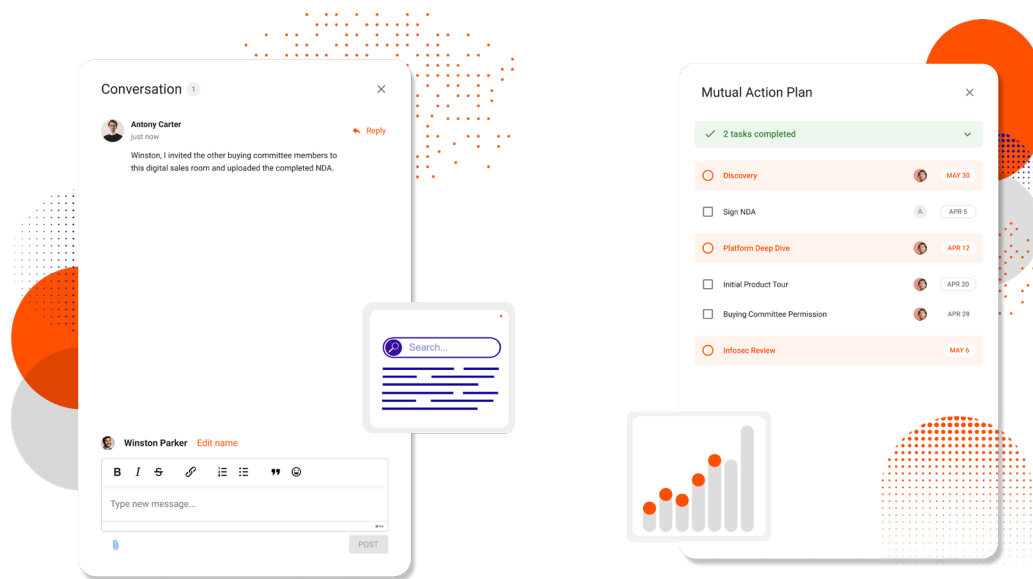 Conversation 1
Antony Carter
just now
Reply
Winston, I invited the other buying committee members to
this digital sales room and uploaded the completed NDA.
Search...
Winston Parker Edit name
B I S
Type new message...
POST
Mutual Action Plan
2 tasks completed
Discovery MAY 30
Sign NDA A APR 5
Platform Deep Dive APR 12
Initial Product Tour APR 20
Buying Committee Permission APR 28
Infosec Review MAY 6